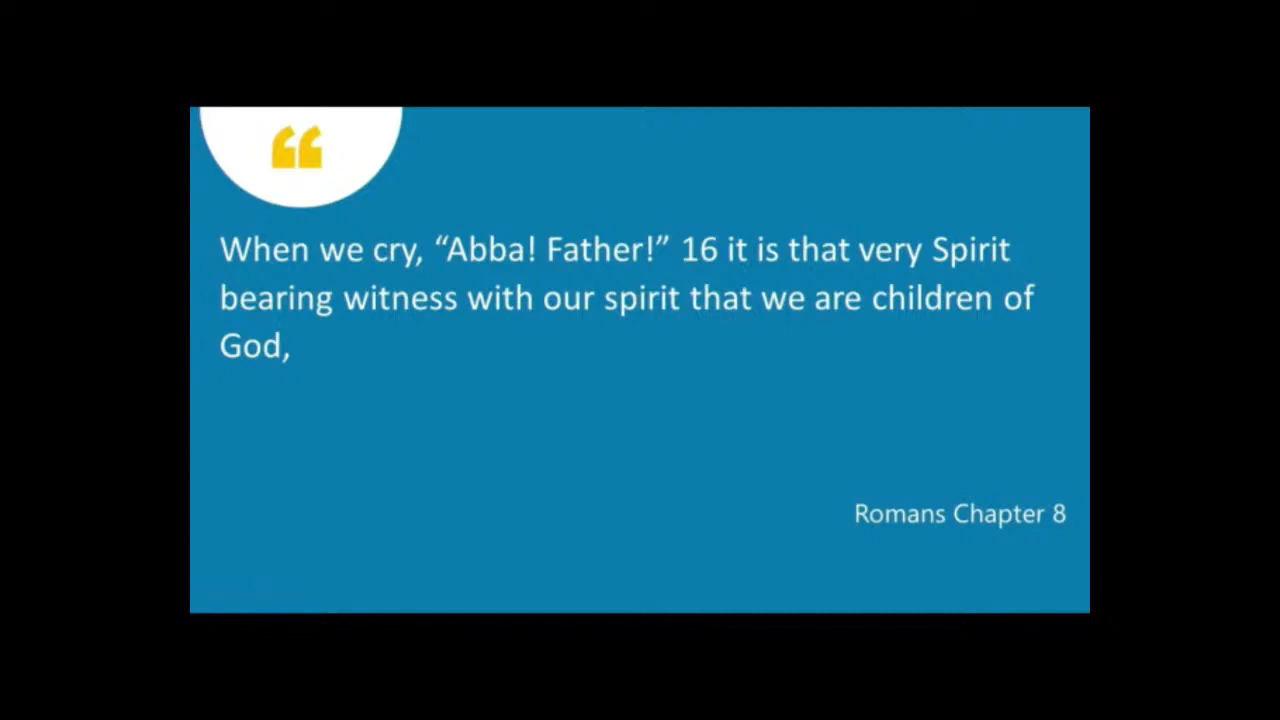 “
When we cry, “Abba! Father!” 16 it is that very Spirit
bearing witness with our spirit that we are children of
God,
Romans Chapter 8